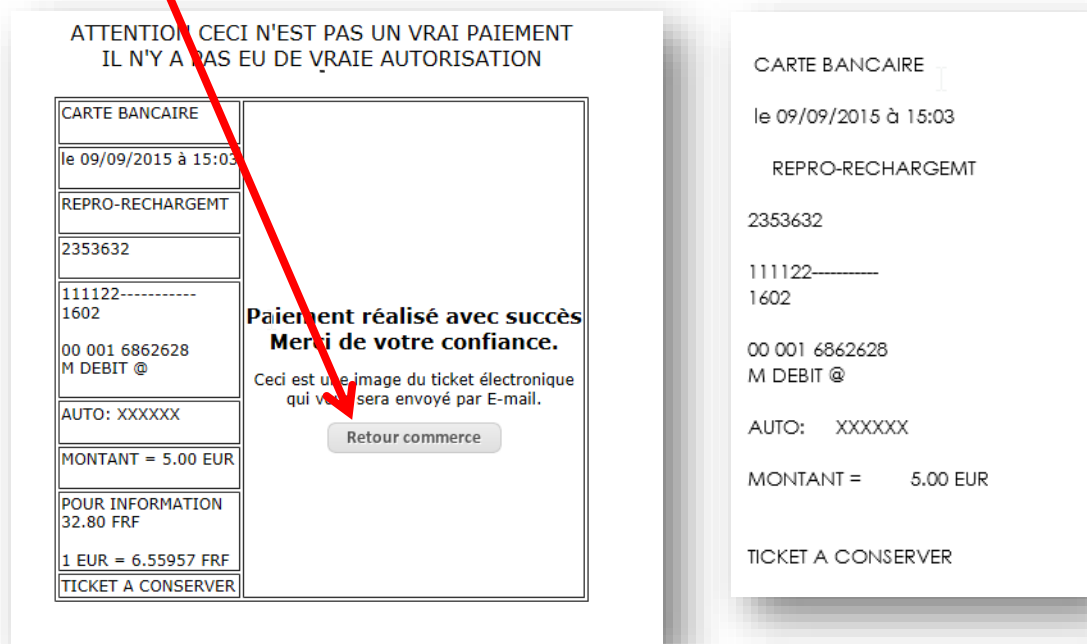 ATTENTION CECI N'EST PAS UN VRAI PAIEMENT
IL N'Y A PAS EU DE VRAIE AUTORISATION
CARTE BANCAIRE
le 09/09/2015 à 15:03
REPRO-RECHARGEMT
2353632
111122-----------
1602
00 001 6862628
M DEBIT @
AUTO: XXXXXX
MONTANT = 5.00 EUR
POUR INFORMATION
32.80 FRF
1 EUR = 6.55957 FRF
TICKET A CONSERVER
Paiement réalisé avec succès
Merci de votre confiance.
Ceci est une image du ticket électronique
qui vous sera envoyé par E-mail.
Retour commerce
CARTE BANCAIRE
le 09/09/2015 à 15:03
REPRO-RECHARGEMT
2353632
111122-----------
1602
00 001 6862628
M DEBIT @
AUTO: XXXXXX
MONTANT = 5.00 EUR
TICKET A CONSERVER